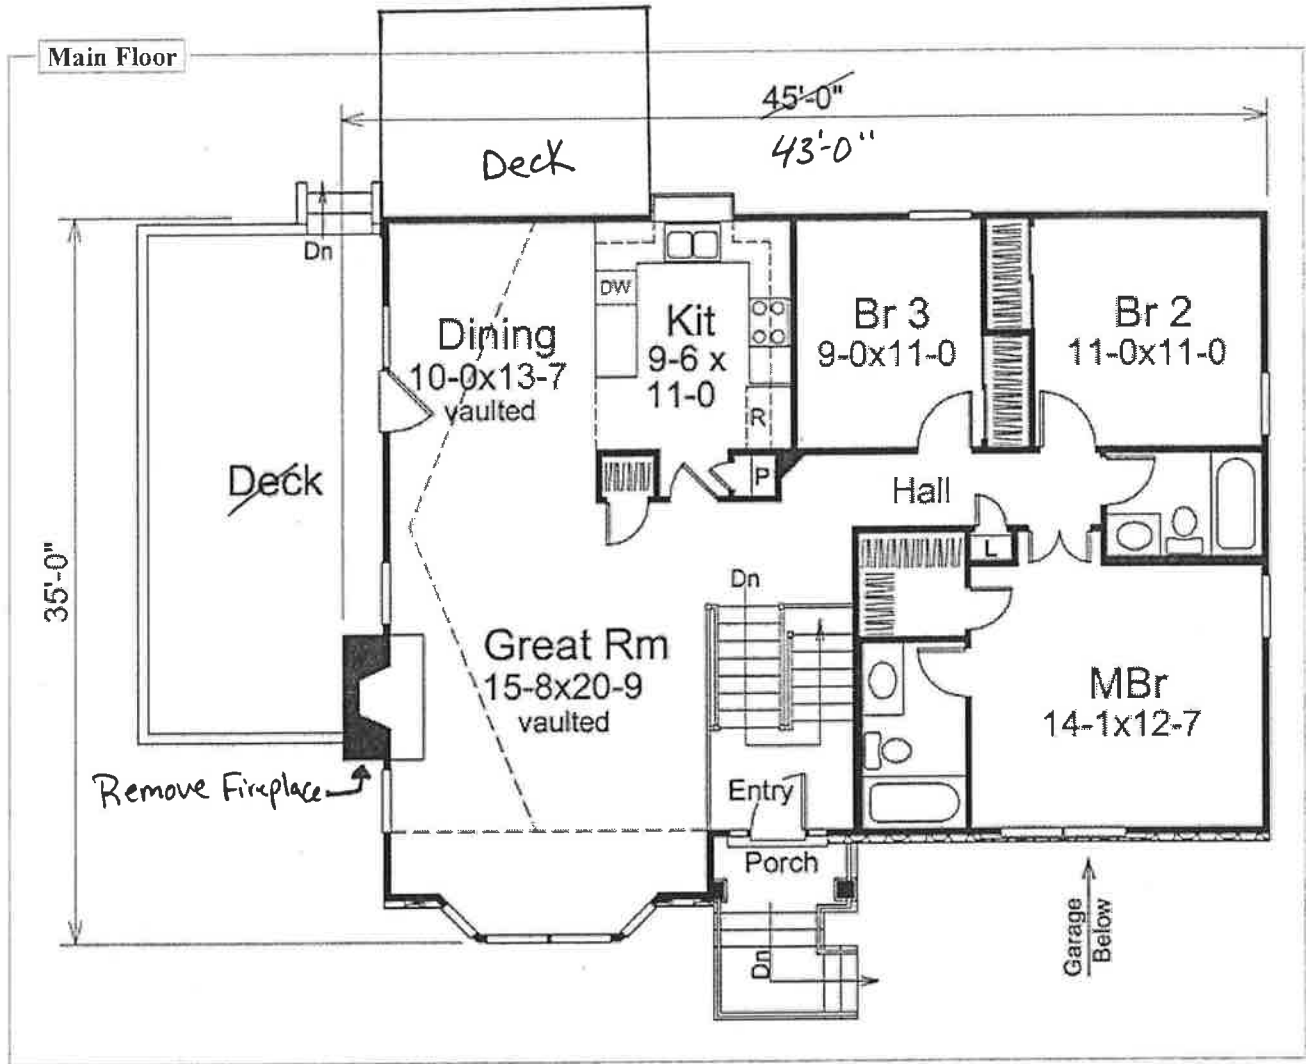 Main Floor
45'-0"
43'-0"
Deck
Dn
DW
Kit
9-6 x
11-0
R
P
Dining
10-0x13-7
vaulted
Br 3
9-0x11-0
Br 2
11-0x11-0
Deck
Hall
L
35'-0"
Dn
Great Rm
15-8x20-9
vaulted
MBr
14-1x12-7
Remove Fireplace
Entry
Porch
Dn
Garage
Below